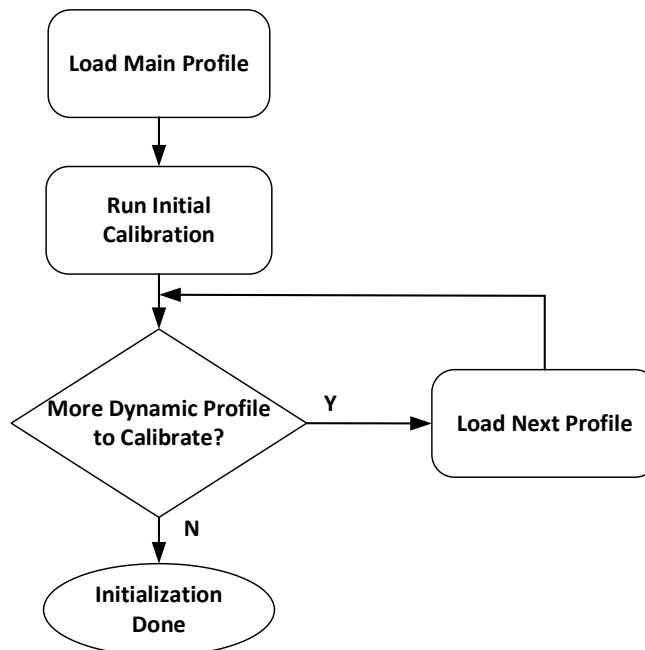 Load Main Profile
Run Initial
Calibration
More Dynamic Profile
to Calibrate?
Y
Load Next Profile
N
Initialization
Done